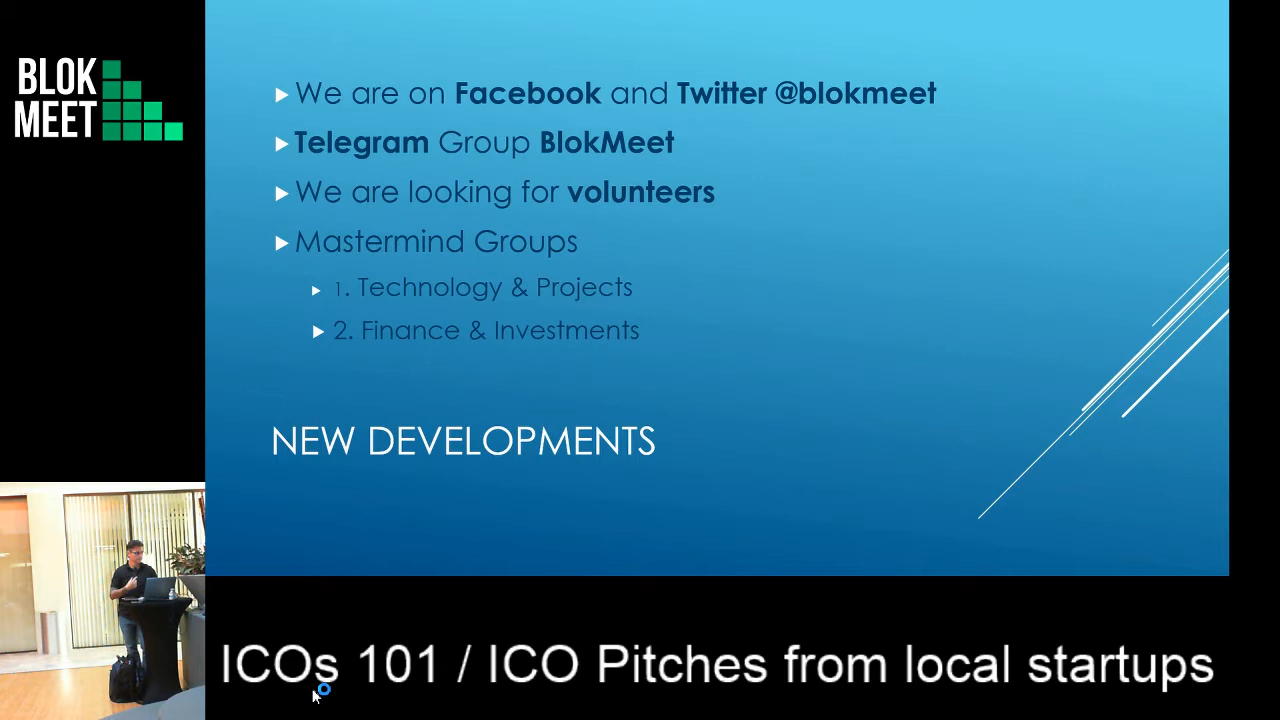 BLOK
MEET
We are on Facebook and Twitter @blokmeet
Telegram Group BlokMeet
We are looking for volunteers
Mastermind Groups
1. Technology & Projects
2. Finance & Investments
NEW DEVELOPMENTS
ICOs 101 / ICO Pitches from local startups